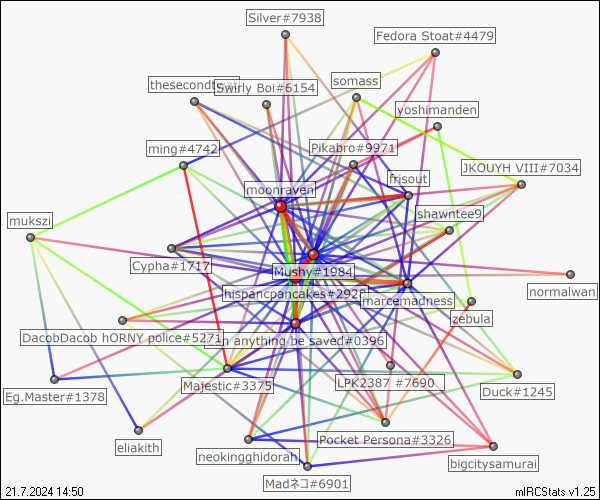 Silver#7938
Fedora Stoat#4479
thesecondt
Swirly Boi#6154
somass
yoshimanden
ming#4742
Pikabro#9971
JKOUYH VIII#7034
moonraven
frisout
mukszi
shawntee9
Cypha#1717
Mushy#1984
normalwan
hispancpancakes#292
marcemadness
zebula
DacobDacob hORNY police#5271
n anything be saved#0396
Majestic#3375
LPK2387 #7690
Duck#1245
Eg.Master#1378
Pocket Persona#3326
eliakith
neokingghidorah
bigcitysamurai
Madネコ#6901
21.7.2024 14:50
mIRCStats v1.25